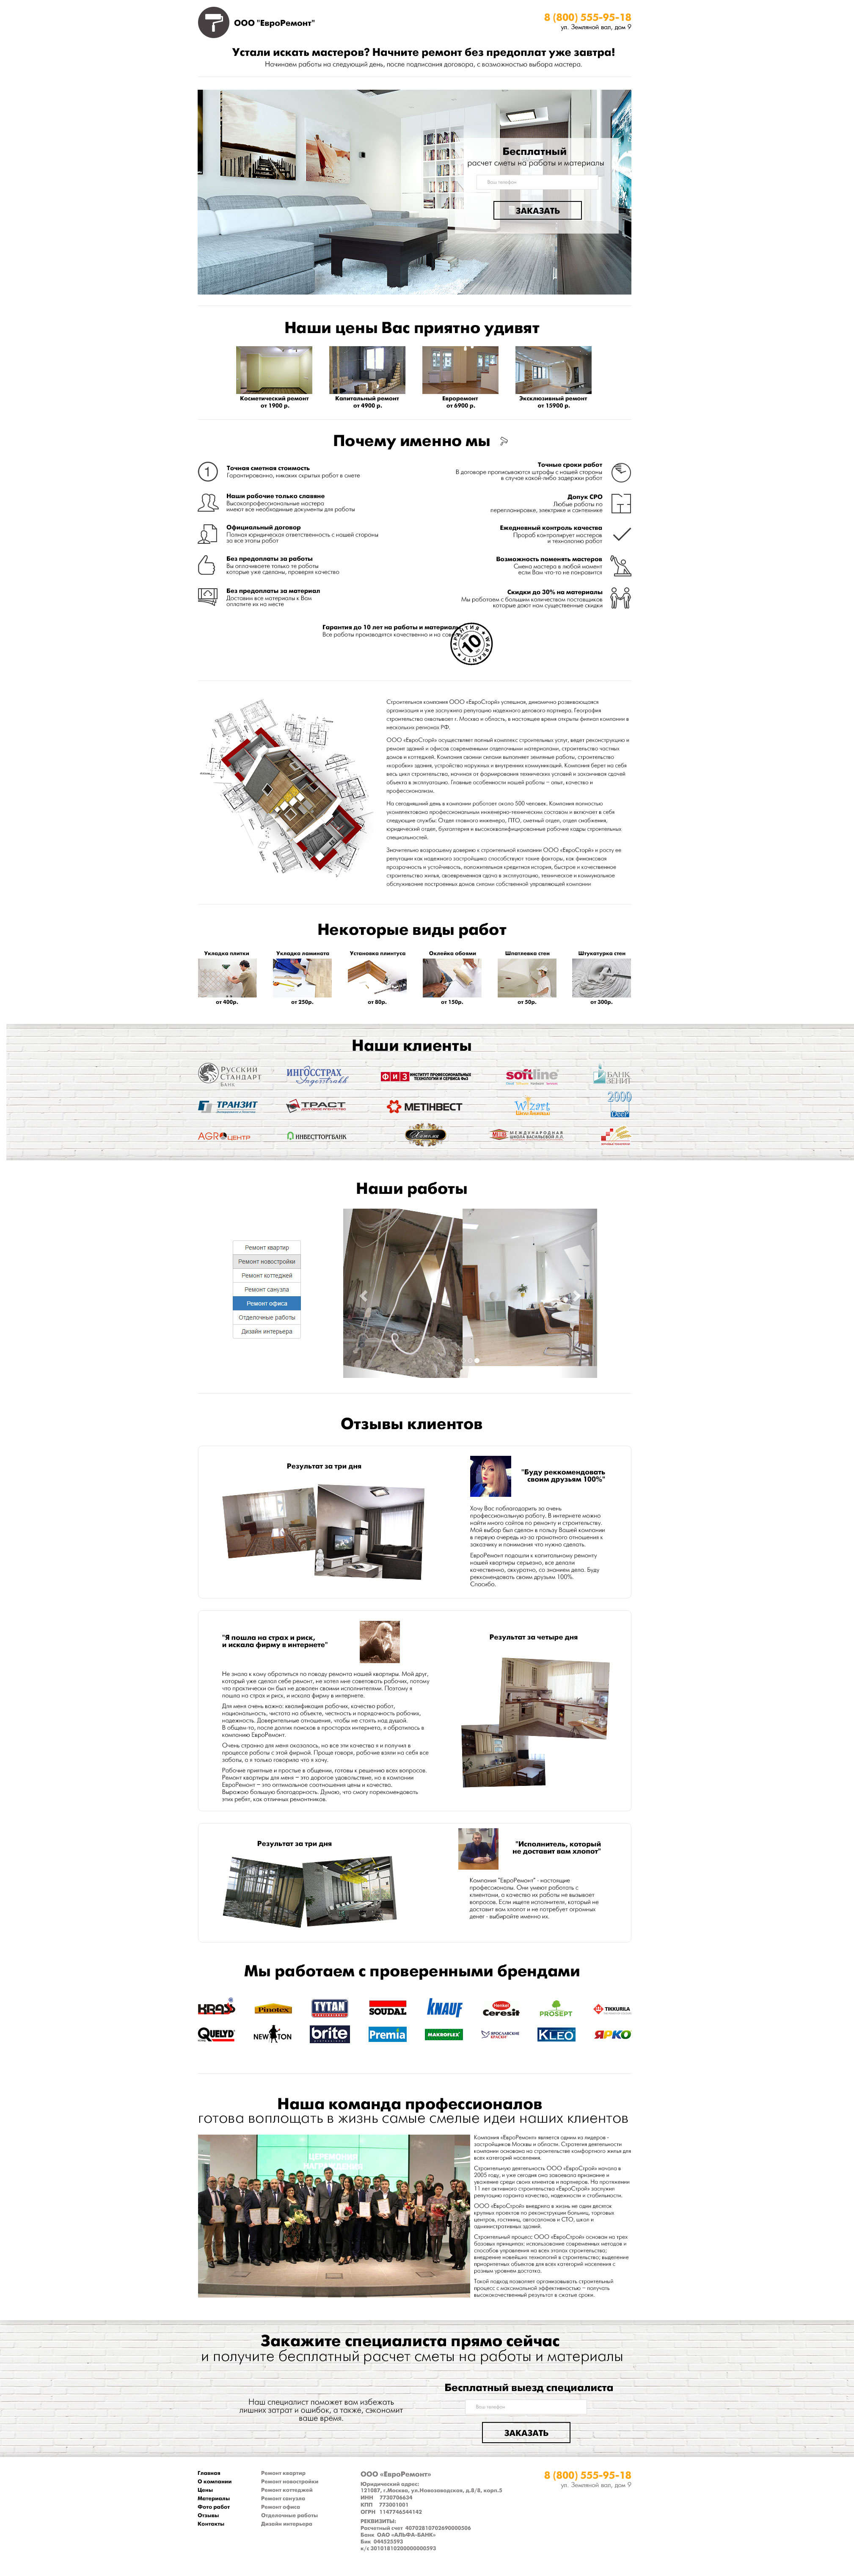 ООО "ЕвроРемонт"
8 (800) 555-95-18
ул. Земляной вал, дом 9
Устали искать мастеров? Начните ремонт без предоплат уже завтра!
Начинаем работы на следующий день, после подписания договора, с возможностью выбора мастера.
Бесплатный
расчет сметы на работы и материалы
Ваш телефон
ЗАКАЗАТЬ
Наши цены Вас приятно удивят
Косметический ремонт
от 1900 р.
Капитальный ремонт
от 4900 р.
Евроремонт
от 6900 р.
Эксклюзивный ремонт
от 15900 р.
Почему именно мы
Точная сметная стоимость
Гарантированно, никаких скрытых работ в смете
Наши рабочие только славяне
Высокопрофессиональные мастера
имеют все необходимые документы для работы
Официальный договор
Полная юридическая ответственность с нашей стороны
за все этапы работ
Без предоплаты за работы
Вы оплачиваете только те работы
которые уже сделаны, проверяя качество
Без предоплаты за материал
Доставим все материалы к Вам
оплатите их на месте
Точные сроки работ
В договоре прописываются штрафы с нашей стороны
в случае какой-либо задержки работ
Допуск СРО
Любые работы по
перепланировке, электрике и сантехнике
Ежедневный контроль качества
Прораб контролирует мастеров
и технологию работ
Возможность поменять мастеров
Смена мастера в любой момент
если Вам что-то не понравится
Скидки до 30% на материалы
Мы работаем с большим количеством поставщиков
которые дают нам существенные скидки
Гарантия до 10 лет на работы и материалы
Все работы производятся качественно и на сов
ГАРАНТИЯ
10
WARRANTY
Строительная компания ООО «ЕвроСторй» успешная, динамично развивающаяся
организация и уже заслужила репутацию надежного делового партнера. География
строительства охватывает г. Москва и область, в настоящее время открыты филиал компании в
нескольких регионах РФ.
ООО «ЕвроСторй» осуществляет полный комплекс строительных услуг, ведет реконструкцию и
ремонт зданий и офисов современными отделочными материалами, строительство частных
домов и коттеджей. Компания своими силами выполняет земляные работы, строительство
«коробки» здания, устройство наружных и внутренних коммуникаций. Компания берет на себя
весь цикл строительства, начиная от формирования технических условий и заканчивая сдачей
объекта в эксплуатацию. Главные особенности нашей работы – опыт, качество и
профессионализм.
На сегодняшний день в компании работает около 500 человек. Компания полностью
укомплектована профессиональным инженерно-техническим составом и включает в себя
следующие службы: Отдел главного инженера, ПТО, сметный отдел, отдел снабжения,
юридический отдел, бухгалтерия и высококвалифицированные рабочие кадры строительных
специальностей.
Значительно возросшему доверию к строительной компании ООО «ЕвроСторй» и росту ее
репутации как надежного застройщика способствуют такие факторы, как финансовая
прозрачность и устойчивость, положительная кредитная история, быстрое и качественное
строительство жилья, своевременная сдача в эксплуатацию, техническое и коммунальное
обслуживание построенных домов силами собственной управляющей компании
Некоторые виды работ
Укладка плитки
от 400р.
Укладка ламината
от 250р.
Установка плинтуса
от 80р.
Оклейка обоями
от 150р.
Шпатлевка стен
от 50р.
Штукатурка стен
от 300р.
Наши клиенты
РУССКИЙ
СТАНДАРТ
БАНК
ИНГОССТРАХ
Ingosstrakh
ФИЗ
ИНСТИТУТ ПРОФЕССИОНАЛЬНЫХ
ТЕХНОЛОГИЙ И СЕРВИСА ФиЗ
softline
БАНК
ЗЕНИТ
ТРАНЗИТ
ТРАСТ
МЕТІНВЕСТ
Wizart
2000
AGROЦЕНТР
ИНВЕСТТОРГБАНК
МЕЖДУНАРОДНАЯ
ШКОЛА ВАСИЛЬЕВОЙ Л.Л.
Наши работы
Ремонт квартир
Ремонт новостройки
Ремонт коттеджей
Ремонт санузла
Ремонт офиса
Отделочные работы
Дизайн интерьера
Отзывы клиентов
Результат за три дня
"Буду реккомендовать
своим друзьям 100%"
Хочу Вас поблагодарить за очень
профессиональную работу. В интернете можно
найти много сайтов по ремонту и строительству.
Мой выбор был сделан в пользу Вашей компании
в первую очередь из-за грамотного отношения к
заказчику и понимания что нужно сделать.
ЕвроРемонт подошли к капитальному ремонту
нашей квартиры серьезно, все делали
качественно, аккуратно, со знанием дела. Буду
реккомендовать своим друзьям 100%.
Спасибо.
"Я пошла на страх и риск,
и искала фирму в интернете"
Не знала к кому обратиться по поводу ремонта нашей квартиры. Мой друг,
который уже сделал себе ремонт, не хотел мне советовать рабочих, потому
что практически он был не доволен своими исполнителями. Поэтому я
пошла на страх и риск, и искала фирму в интернете.
Для меня очень важно: квалификация рабочих, качество работ,
национальность, чистота на объекте, честность и порядочность рабочих,
надежность. Доверительные отношения, чтобы не стоять над душой.
В общем-то, после долгих поисков в просторах интернета, я обратилась в
компанию ЕвроРемонт.
Очень странно для меня оказалось, но все эти качества я и получил в
процессе работы с этой фирмой. Проще говоря, рабочие взяли на себя все
заботы, а я только говорила что я хочу.
Рабочие приятные и простые в общении, готовы к решению всех вопросов.
Ремонт квартиры для меня – это дорогое удовольствие, но в компании
ЕвроРемонт – это оптимальное соотношение цены и качества.
Выражаю большую благодарность. Думаю, что смогу порекомендовать
этих ребят, как отличных ремонтников.
Результат за четыре дня
Результат за три дня
"Исполнитель, который
не доставит вам хлопот"
Компания "ЕвроРемонт" - настоящие
профессионалы. Они умеют работать с
клиентами, а качество их работы не вызывает
вопросов. Если ищете исполнителя, который не
доставит вам хлопот и не потребует огромных
денег - выбирайте именно их.
Мы работаем с проверенными брендами
KRASS
Pinotex
TYTAN
SOUDAL
KNAUF
Henkel
Ceresit
PROSEPT
TIKKURILA
QUELYD
NEWTON
brite
Premia
MAKROFLEX
ЯРОСЛАВСКИЕ
КРАСКИ
KLEO
ЯРКО
Наша команда профессионалов
готова воплощать в жизнь самые смелые идеи наших клиентов
ЦЕРЕМОНИЯ
НАГРАЖДЕНИЯ
Компания «ЕвроРемонт» является одним из лидеров -
застройщиков Москвы и области. Стратегия деятельности
компании основана на строительстве комфортного жилья для
всех категорий населения.
Строительную деятельность ООО «ЕвроСтрой» начала в
2005 году, и уже сегодня она завоевала признание и
уважение среди своих клиентов и партнеров. На протяжении
11 лет активного строительства «ЕвроСтрой» заслужил
репутацию гаранта качества, надежности и стабильности.
ООО «ЕвроСтрой» внедрила в жизнь не один десяток
крупных проектов по реконструкции больниц, торговых
центров, гостиниц, автосалонов и СТО, школ и
административных зданий.
Строительный процесс ООО «ЕвроСтрой» основан на трех
базовых принципах: использование современных методов и
способов управления на всех этапах строительства;
внедрение новейших технологий в строительство; выделение
приоритетных объектов для всех категорий населения с
разным уровнем достатка.
Такой подход позволяет организовывать строительный
процесс с максимальной эффективностью – получать
высококачественный результат в сжатые сроки.
Закажите специалиста прямо сейчас
и получите бесплатный расчет сметы на работы и материалы
Наш специалист поможет вам избежать
лишних затрат и ошибок, а также, сэкономит
ваше время.
Бесплатный выезд специалиста
Ваш телефон
ЗАКАЗАТЬ
Главная
О компании
Цены
Материалы
Фото работ
Отзывы
Контакты
Ремонт квартир
Ремонт новостройки
Ремонт коттеджей
Ремонт санузла
Ремонт офиса
Отделочные работы
Дизайн интерьера
ООО «ЕвроРемонт»
Юридический адрес:
121087, г.Москва, ул.Новозаводская, д.8/8, корп.3
ИНН 7730706634
КПП 773001001
ОГРН 1147746544142
РЕКВИЗИТЫ:
Расчетный счет 40702810702690000506
Банк ОАО «АЛЬФА-БАНК»
Бик 044525593
к/с 30101810200000000593
8 (800) 555-95-18
ул. Земляной вал, дом 9